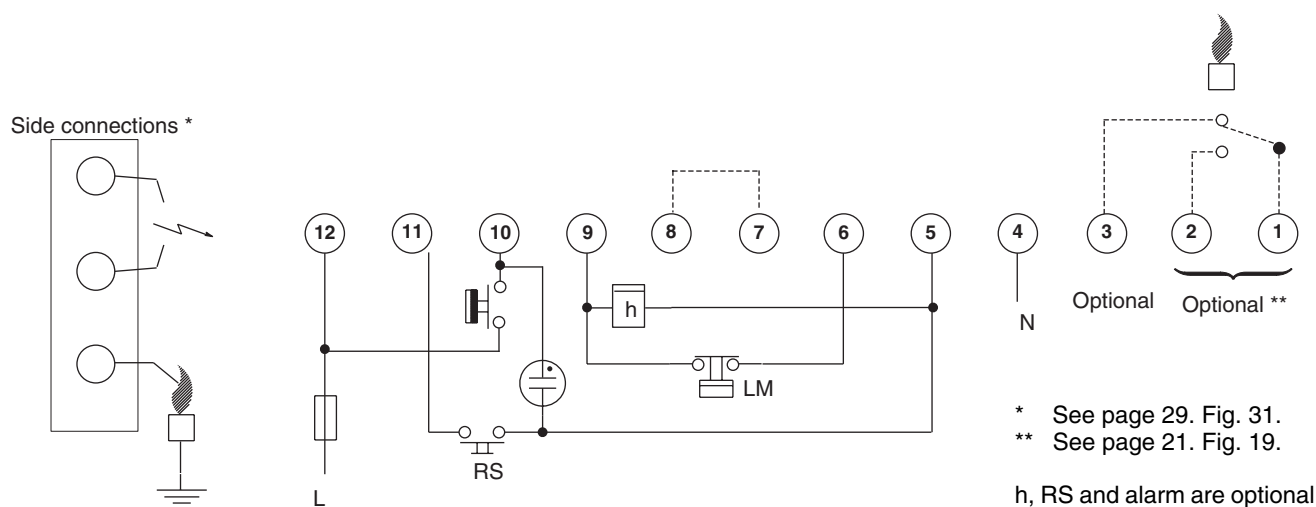 Side connections *
12 11 10 9 8 7 6 5 4 3 2 1
h
Optional Optional **
N
LM
RS
L
* See page 29. Fig. 31.
** See page 21. Fig. 19.
h, RS and alarm are optional